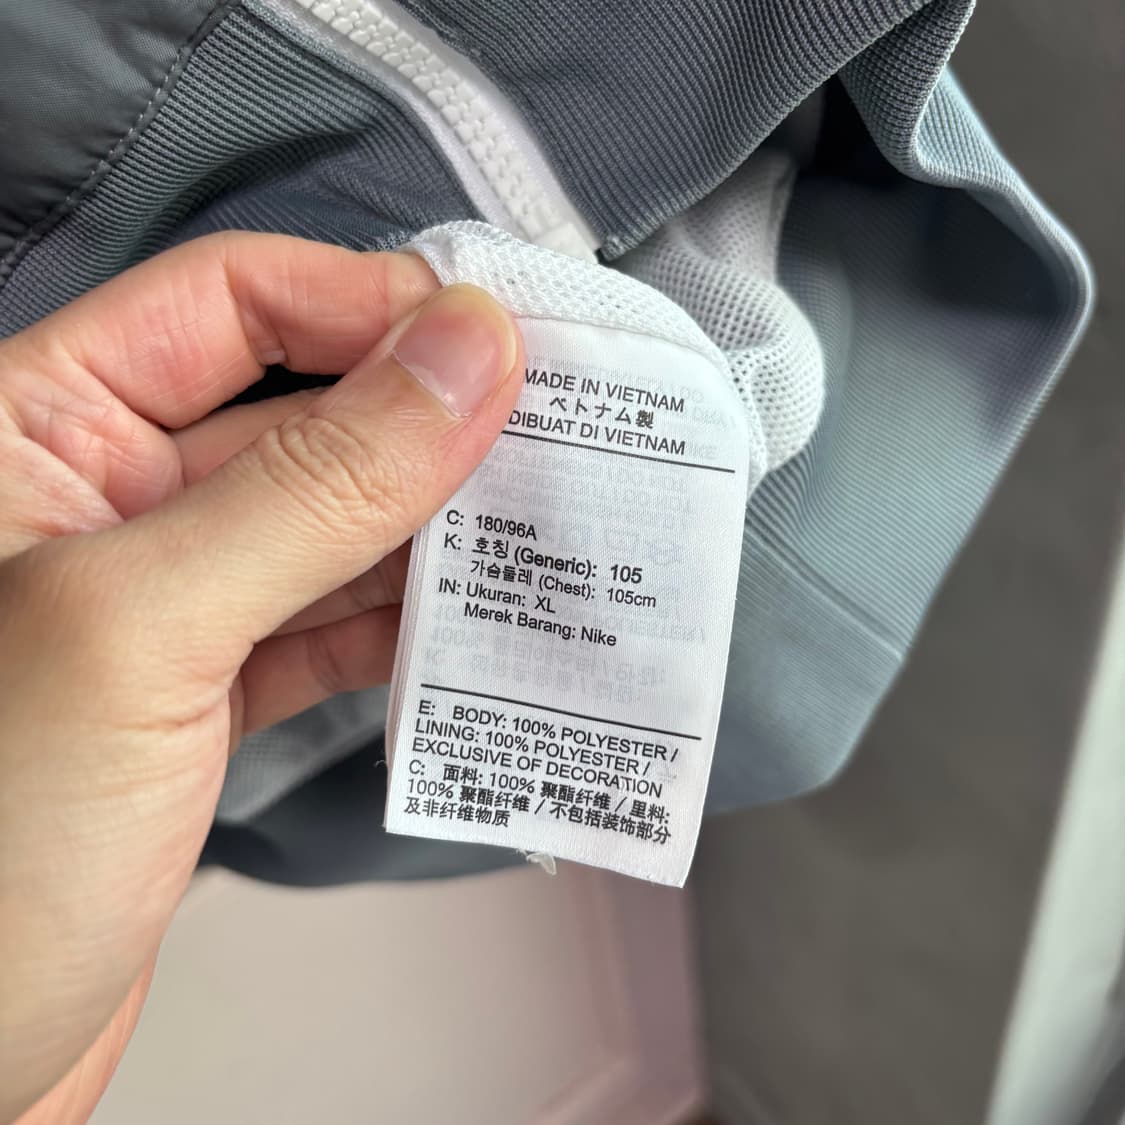 MADE IN VIETNAM
ベトナム製
DIBUAT DI VIETNAM
C: 180/96A
K: 호칭 (Generic): 105
가슴둘레 (Chest): 105cm
IN: Ukuran: XL
Merek Barang: Nike
E: BODY: 100% POLYESTER /
LINING: 100% POLYESTER /
EXCLUSIVE OF DECORATION
C: 面料: 100% 聚酯纤维 / 里料:
100% 聚酯纤维 / 不包括装饰部分
及非纤维物质